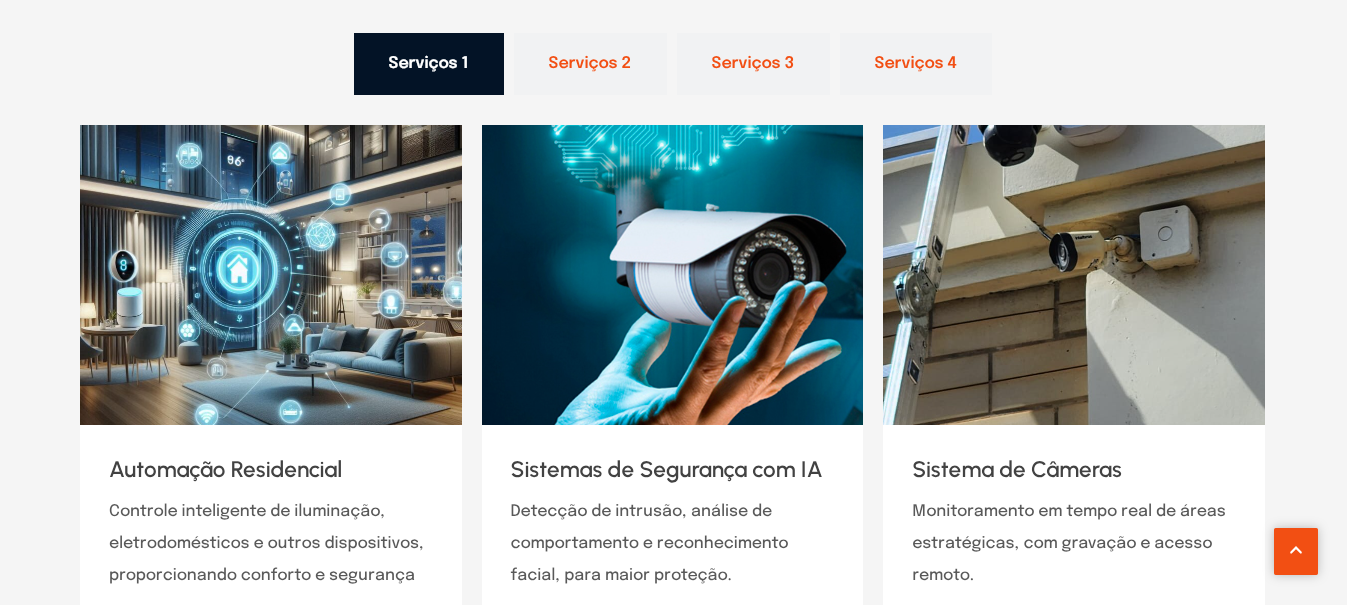 Serviços 1
Serviços 2
Serviços 3
Serviços 4
Automação Residencial
Controle inteligente de iluminação,
eletrodomésticos e outros dispositivos,
proporcionando conforto e segurança
Sistemas de Segurança com IA
Detecção de intrusão, análise de
comportamento e reconhecimento
facial, para maior proteção.
Sistema de Câmeras
Monitoramento em tempo real de áreas
estratégicas, com gravação e acesso
remoto.